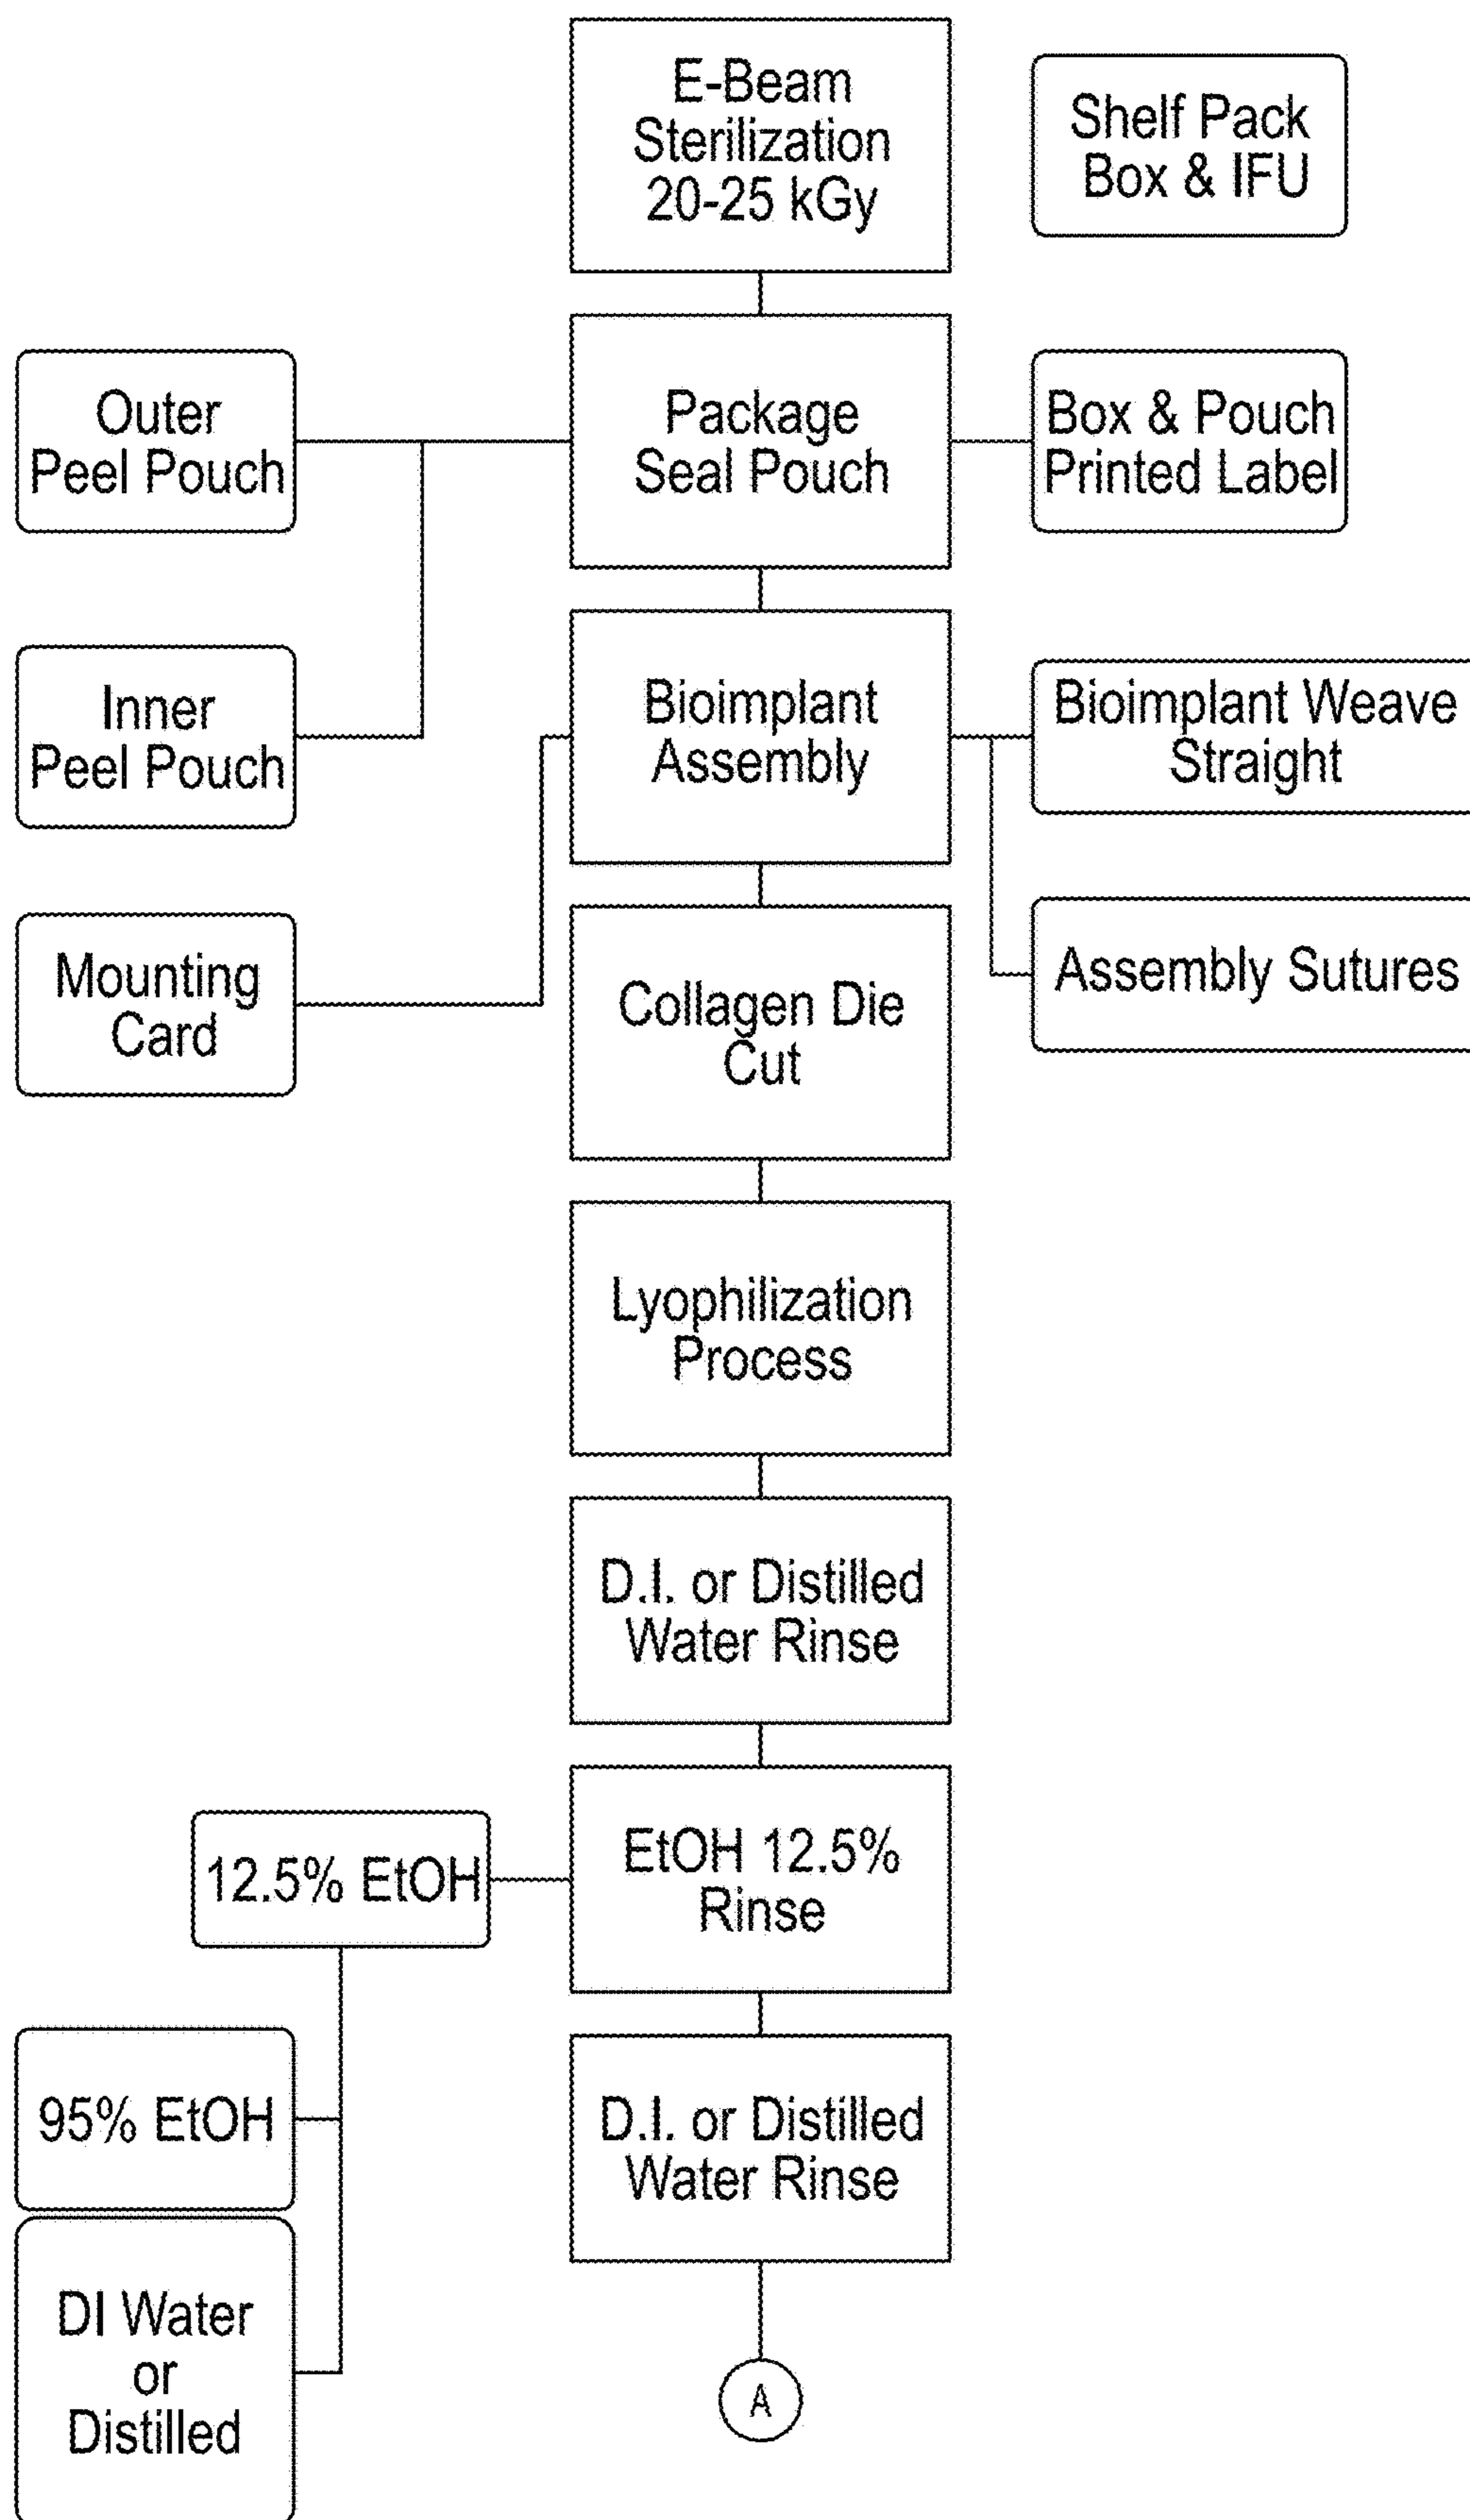 E-Beam
Sterilization
20-25 kGy
Shelf Pack
Box & IFU
Outer
Peel Pouch
Package
Seal Pouch
Box & Pouch
Printed Label
Inner
Peel Pouch
Bioimplant
Assembly
Bioimplant Weave
Straight
Mounting
Card
Collagen Die
Cut
Assembly Sutures
Lyophilization
Process
D.I. or Distilled
Water Rinse
12.5% EtOH
EtOH 12.5%
Rinse
95% EtOH
D.I. or Distilled
Water Rinse
DI Water
or
Distilled
A